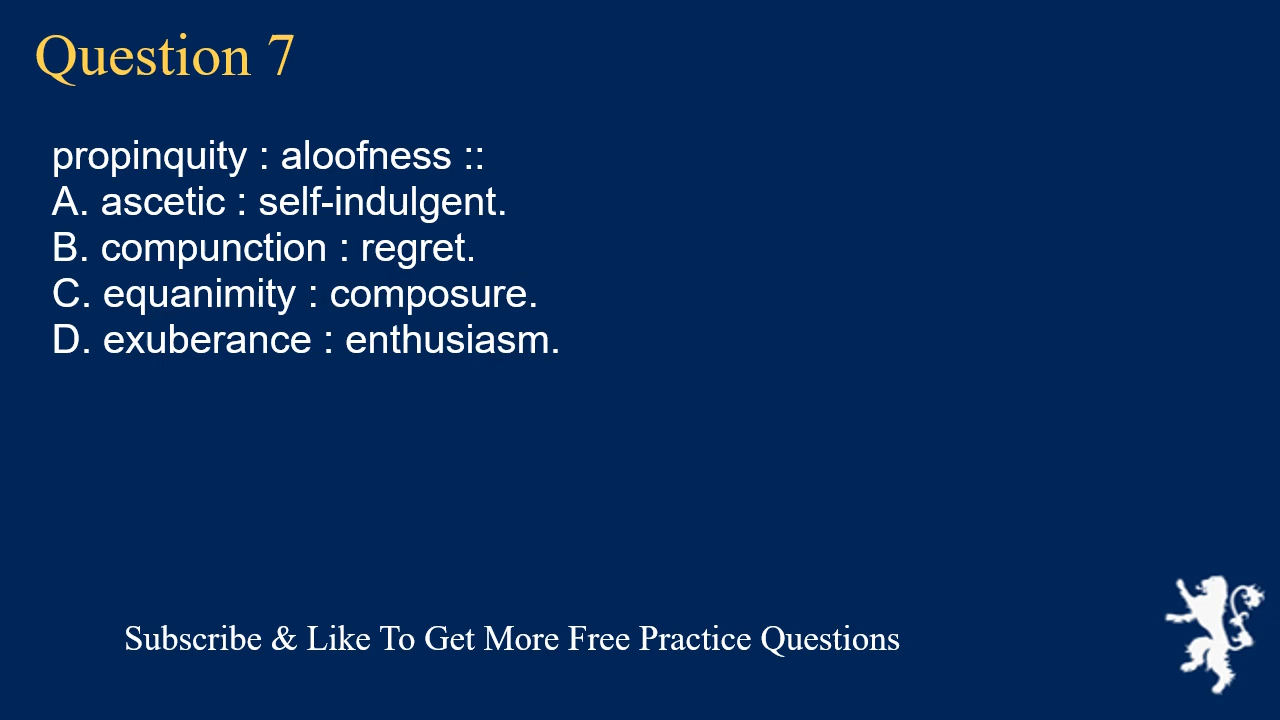 Question 7
propinquity : aloofness ::
A. ascetic : self-indulgent.
B. compunction : regret.
C. equanimity : composure.
D. exuberance : enthusiasm.
Subscribe & Like To Get More Free Practice Questions